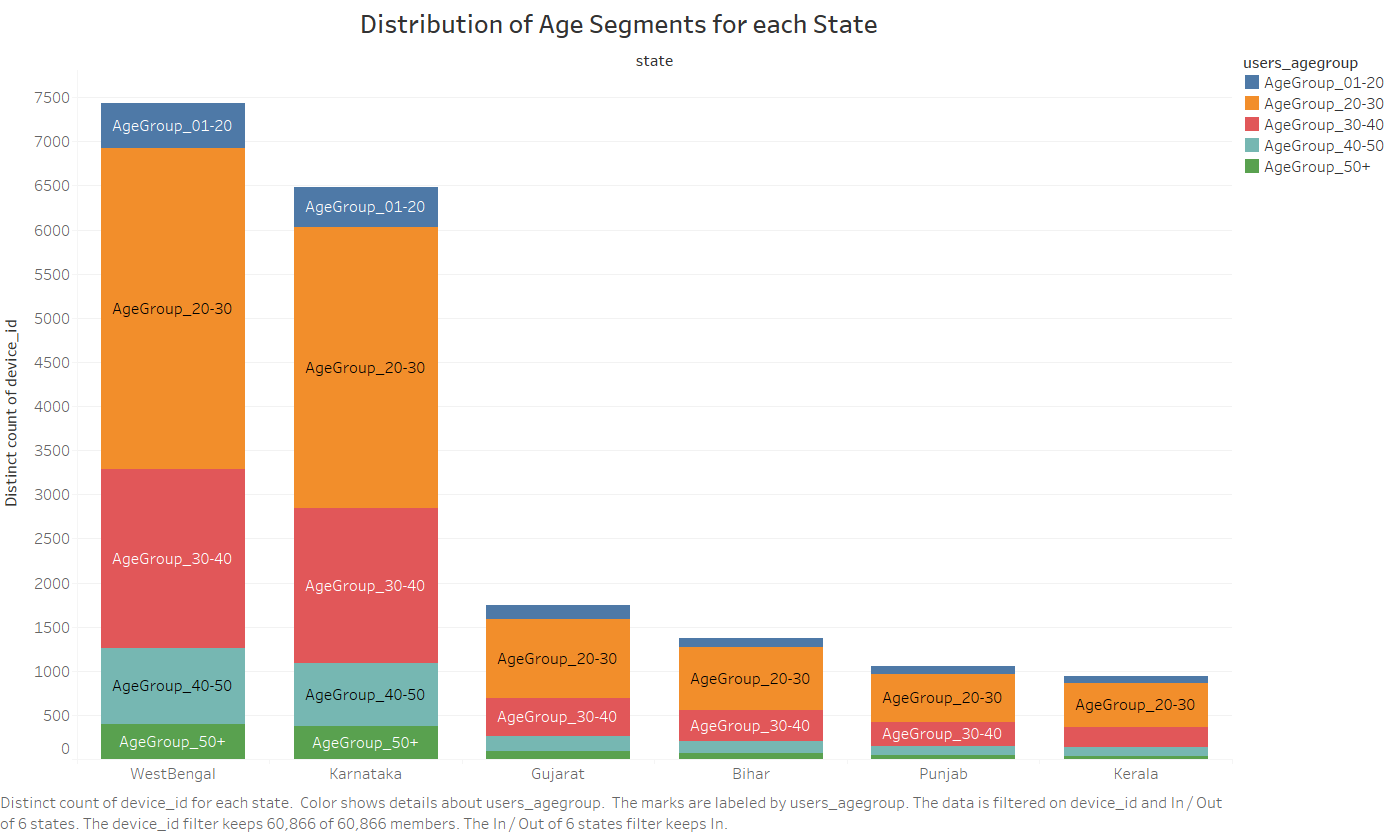 Distribution of Age Segments for each State
state
users_agegroup
AgeGroup_01-20
AgeGroup_20-30
AgeGroup_30-40
AgeGroup_40-50
AgeGroup_50+
Distinct count of device_id
7500
7000
6500
6000
5500
5000
4500
4000
3500
3000
2500
2000
1500
1000
500
0
AgeGroup_01-20
AgeGroup_20-30
AgeGroup_30-40
AgeGroup_40-50
AgeGroup_50+
AgeGroup_01-20
AgeGroup_20-30
AgeGroup_30-40
AgeGroup_40-50
AgeGroup_50+
AgeGroup_20-30
AgeGroup_30-40
AgeGroup_20-30
AgeGroup_30-40
AgeGroup_20-30
AgeGroup_30-40
AgeGroup_20-30
WestBengal
Karnataka
Gujarat
Bihar
Punjab
Kerala
Distinct count of device_id for each state.  Color shows details about users_agegroup.  The marks are labeled by users_agegroup. The data is filtered on device_id and In / Out
of 6 states. The device_id filter keeps 60,866 of 60,866 members. The In / Out of 6 states filter keeps In.